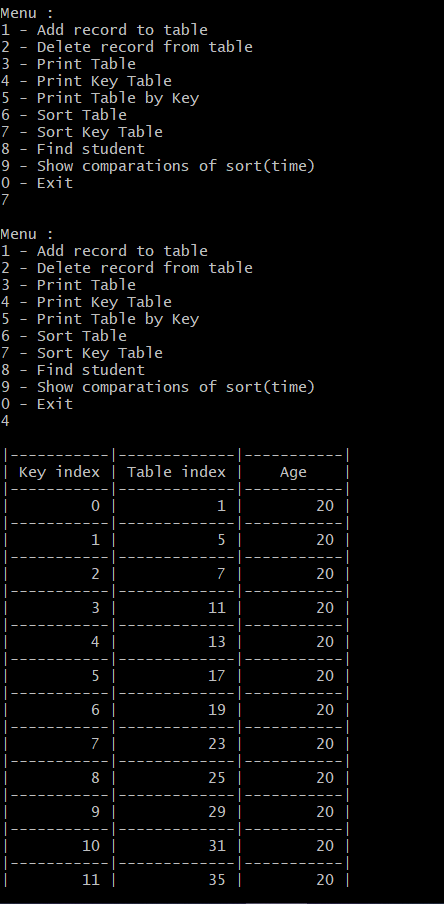 Menu :
1 - Add record to table
2 - Delete record from table
3 - Print Table
4 - Print Key Table
5 - Print Table by Key
6 - Sort Table
7 - Sort Key Table
8 - Find student
9 - Show comparations of sort(time)
0 - Exit
7
Menu :
1 - Add record to table
2 - Delete record from table
3 - Print Table
4 - Print Key Table
5 - Print Table by Key
6 - Sort Table
7 - Sort Key Table
8 - Find student
9 - Show comparations of sort(time)
0 - Exit
4
|-----------|-------------|-----------|
| Key index | Table index |    Age    |
|-----------|-------------|-----------|
|         0 |           1 |        20 |
|-----------|-------------|-----------|
|         1 |           5 |        20 |
|-----------|-------------|-----------|
|         2 |           7 |        20 |
|-----------|-------------|-----------|
|         3 |          11 |        20 |
|-----------|-------------|-----------|
|         4 |          13 |        20 |
|-----------|-------------|-----------|
|         5 |          17 |        20 |
|-----------|-------------|-----------|
|         6 |          19 |        20 |
|-----------|-------------|-----------|
|         7 |          23 |        20 |
|-----------|-------------|-----------|
|         8 |          25 |        20 |
|-----------|-------------|-----------|
|         9 |          29 |        20 |
|-----------|-------------|-----------|
|        10 |          31 |        20 |
|-----------|-------------|-----------|
|        11 |          35 |        20 |